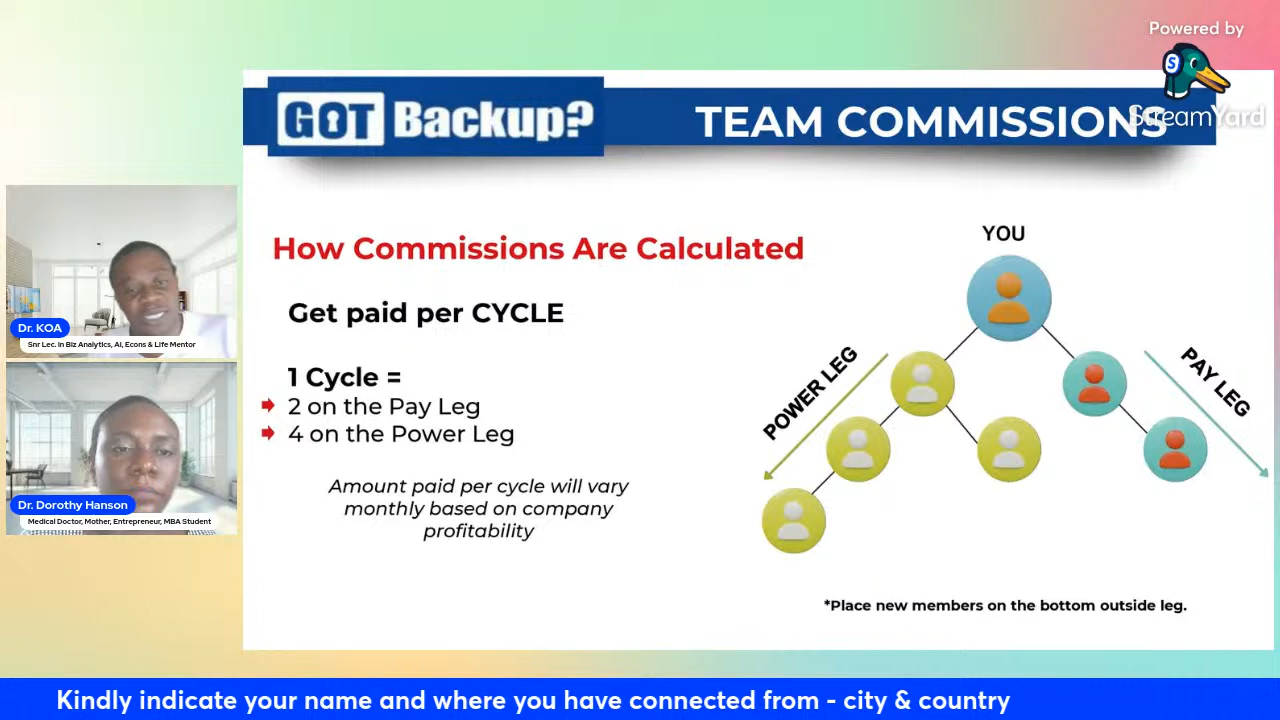 Powered by
StreamYard
GOT Backup?
TEAM COMMISSIONS
How Commissions Are Calculated
Get paid per CYCLE
1 Cycle =
2 on the Pay Leg
4 on the Power Leg
Amount paid per cycle will vary
monthly based on company
profitability
YOU
POWER LEG
PAY LEG
*Place new members on the bottom outside leg.
Dr. KOA
Snr Lec. in Biz Analytics, AI, Econs & Life Mentor
Dr. Dorothy Hanson
Medical Doctor, Mother, Entrepreneur, MBA Student
Kindly indicate your name and where you have connected from - city & country